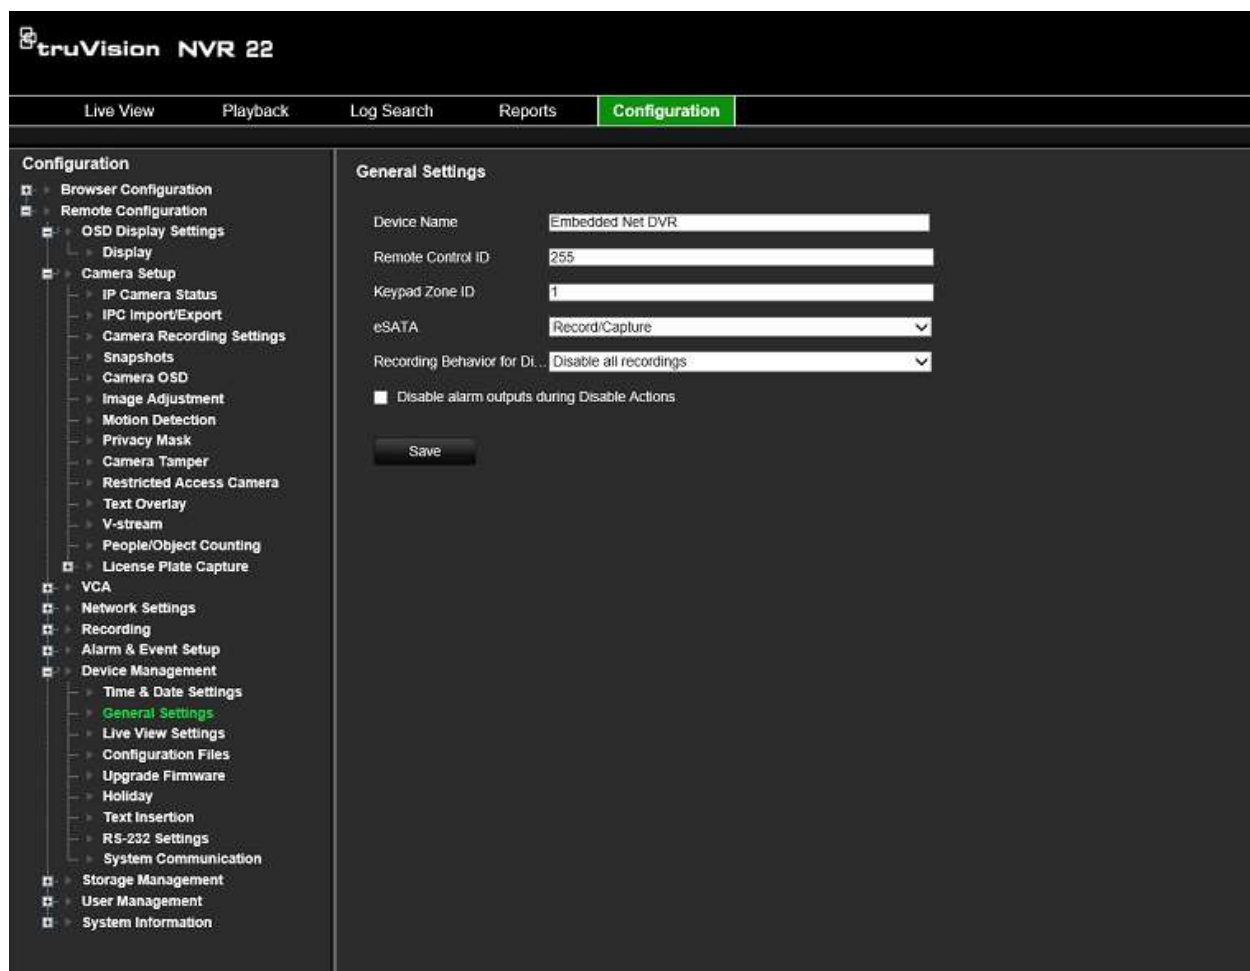 truVision NVR 22
Live View Playback Log Search Reports Configuration
Configuration
Browser Configuration
Remote Configuration
OSD Display Settings
Display
Camera Setup
IP Camera Status
IPC Import/Export
Camera Recording Settings
Snapshots
Camera OSD
Image Adjustment
Motion Detection
Privacy Mask
Camera Tamper
Restricted Access Camera
Text Overlay
V-stream
People/Object Counting
License Plate Capture
VCA
Network Settings
Recording
Alarm & Event Setup
Device Management
Time & Date Settings
General Settings
Live View Settings
Configuration Files
Upgrade Firmware
Holiday
Text Insertion
RS-232 Settings
System Communication
Storage Management
User Management
System Information
General Settings
Device Name Embedded Net DVR
Remote Control ID 255
Keypad Zone ID 1
eSATA Record/Capture
Recording Behavior for Di... Disable all recordings
Disable alarm outputs during Disable Actions
Save